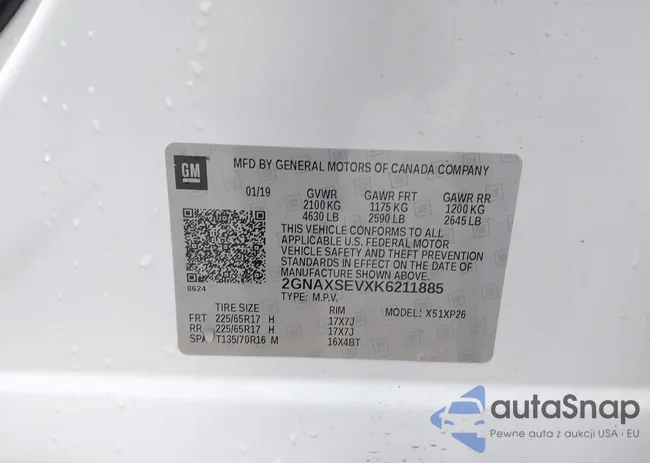 GM
MFD BY GENERAL MOTORS OF CANADA COMPANY
01/19 GVWR GAWR FRT GAWR RR
2100 KG 1175 KG 1200 KG
4630 LB 2590 LB 2645 LB
THIS VEHICLE CONFORMS TO ALL
APPLICABLE U.S. FEDERAL MOTOR
VEHICLE SAFETY AND THEFT PREVENTION
STANDARDS IN EFFECT ON THE DATE OF
MANUFACTURE SHOWN ABOVE.
8624
2GNAXSEVXK6211885
TYPE: M.P.V. MODEL: X51XP26
TIRE SIZE RIM
FRT 225/65R17 H 17X7J
RR 225/65R17 H 17X7J
SPA T135/70R16 M 16X4BT
autoSnap
Pewne auta z aukcji USA i EU